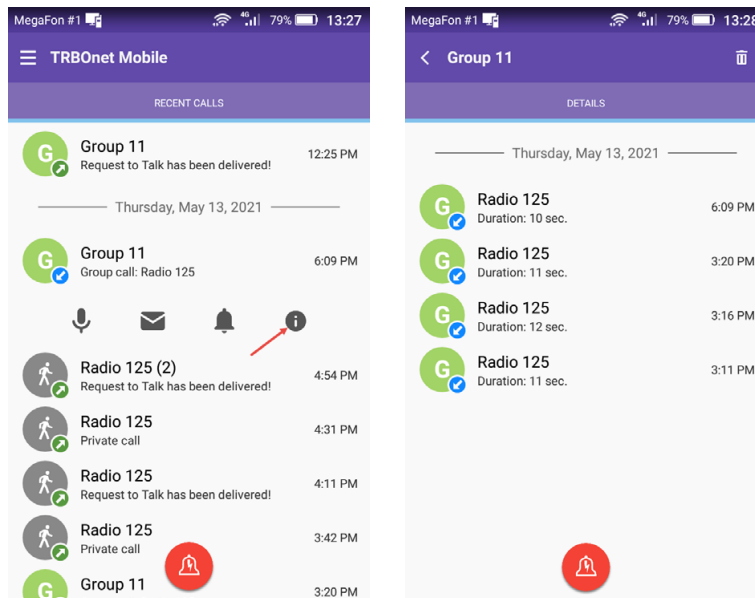 MegaFon #1
4G
79%
13:27
TRBOnet Mobile
RECENT CALLS
G
Group 11
Request to Talk has been delivered!
12:25 PM
Thursday, May 13, 2021
G
Group 11
Group call: Radio 125
6:09 PM
Radio 125 (2)
Request to Talk has been delivered!
4:54 PM
Radio 125
Private call
4:31 PM
Radio 125
Request to Talk has been delivered!
4:11 PM
Radio 125
Private call
3:42 PM
G
Group 11
3:20 PM
MegaFon #1
4G
79%
13:28
Group 11
DETAILS
Thursday, May 13, 2021
G
Radio 125
Duration: 10 sec.
6:09 PM
G
Radio 125
Duration: 11 sec.
3:20 PM
G
Radio 125
Duration: 12 sec.
3:16 PM
G
Radio 125
Duration: 11 sec.
3:11 PM